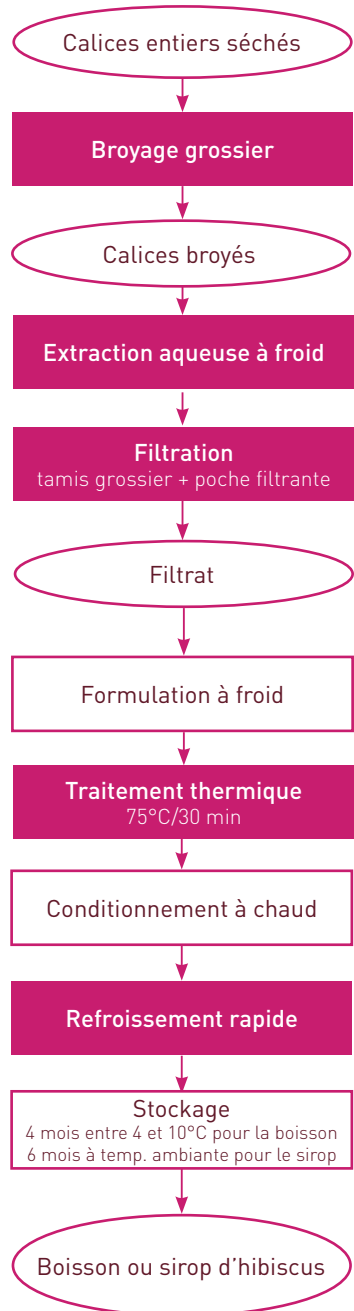 Calices entiers séchés
Broyage grossier
Calices broyés
Extraction aqueuse à froid
Filtration
tamis grossier + poche filtrante
Filtrat
Formulation à froid
Traitement thermique
75°C/30 min
Conditionnement à chaud
Refroissement rapide
Stockage
4 mois entre 4 et 10°C pour la boisson
6 mois à temp. ambiante pour le sirop
Boisson ou sirop d'hibiscus